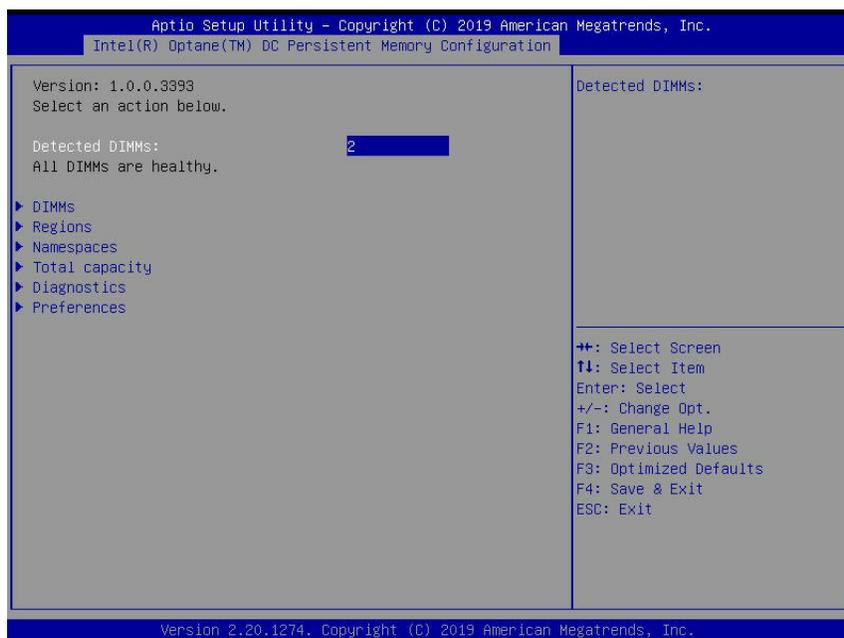 Aptio Setup Utility – Copyright (C) 2019 American Megatrends, Inc.
Intel(R) Optane(TM) DC Persistent Memory Configuration
Version: 1.0.0.3393
Select an action below.
Detected DIMMs: 2
All DIMMs are healthy.
DIMMs
Regions
Namespaces
Total capacity
Diagnostics
Preferences
Detected DIMMs:
→←: Select Screen
↑↓: Select Item
Enter: Select
+/-: Change Opt.
F1: General Help
F2: Previous Values
F3: Optimized Defaults
F4: Save & Exit
ESC: Exit
Version 2.20.1274. Copyright (C) 2019 American Megatrends, Inc.